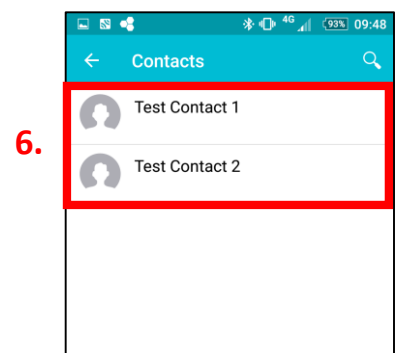 4G 93% 09:48
Contacts
Test Contact 1
6.
Test Contact 2